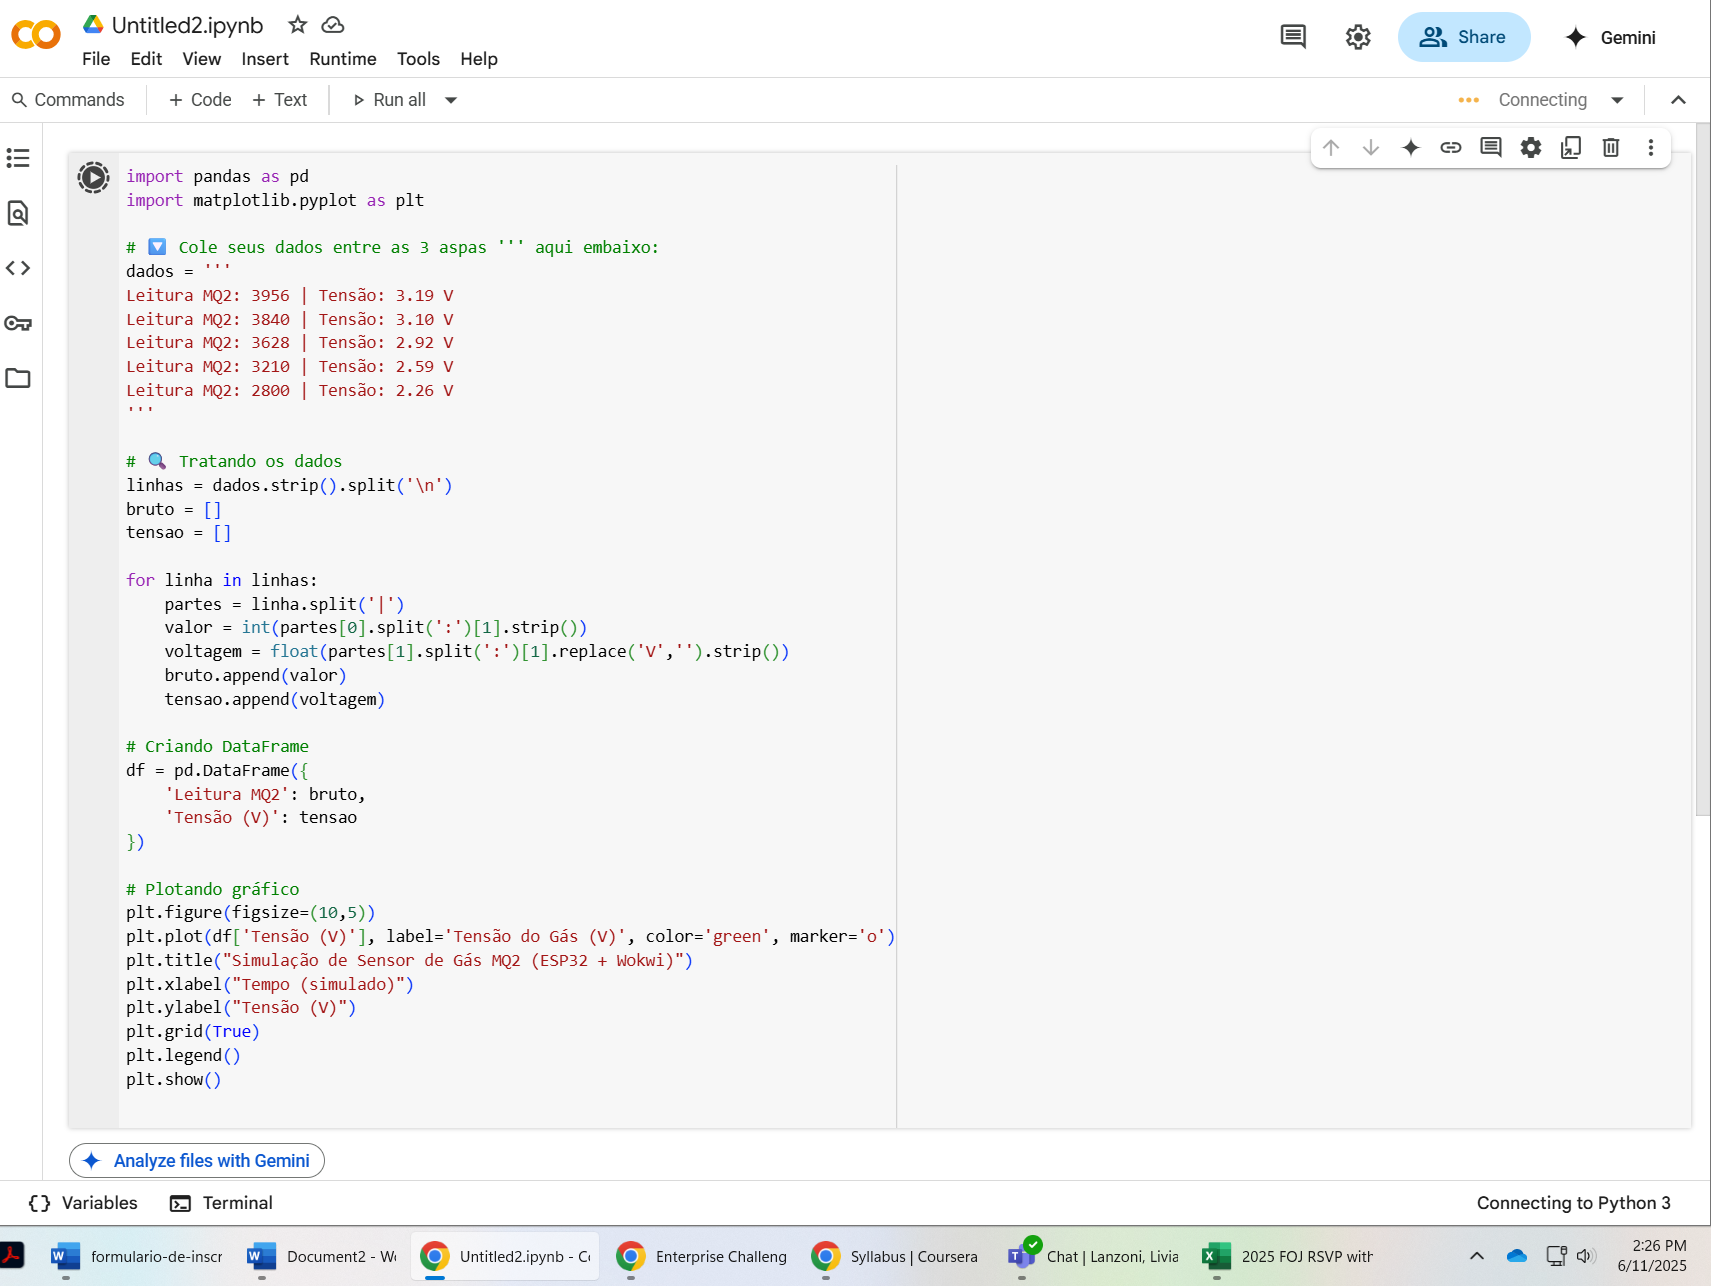 Untitled2.ipynb
File Edit View Insert Runtime Tools Help
Share
Gemini
Commands + Code + Text Run all
Connecting
import pandas as pd
import matplotlib.pyplot as plt
# 🔽 Cole seus dados entre as 3 aspas ''' aqui embaixo:
dados = '''
Leitura MQ2: 3956 | Tensão: 3.19 V
Leitura MQ2: 3840 | Tensão: 3.10 V
Leitura MQ2: 3628 | Tensão: 2.92 V
Leitura MQ2: 3210 | Tensão: 2.59 V
Leitura MQ2: 2800 | Tensão: 2.26 V
'''
# 🔍 Tratando os dados
linhas = dados.strip().split('\n')
bruto = []
tensao = []
for linha in linhas:
    partes = linha.split('|')
    valor = int(partes[0].split(':')[1].strip())
    voltagem = float(partes[1].split(':')[1].replace('V','').strip())
    bruto.append(valor)
    tensao.append(voltagem)
# Criando DataFrame
df = pd.DataFrame({
    'Leitura MQ2': bruto,
    'Tensão (V)': tensao
})
# Plotando gráfico
plt.figure(figsize=(10,5))
plt.plot(df['Tensão (V)'], label='Tensão do Gás (V)', color='green', marker='o')
plt.title("Simulação de Sensor de Gás MQ2 (ESP32 + Wokwi)")
plt.xlabel("Tempo (simulado)")
plt.ylabel("Tensão (V)")
plt.grid(True)
plt.legend()
plt.show()
Analyze files with Gemini
Variables Terminal
Connecting to Python 3
formulario-de-inscr
Document2 - Wo
Untitled2.ipynb - Co
Enterprise Challeng
Syllabus | Coursera
Chat | Lanzoni, Livia
2025 FOJ RSVP with
2:26 PM
6/11/2025